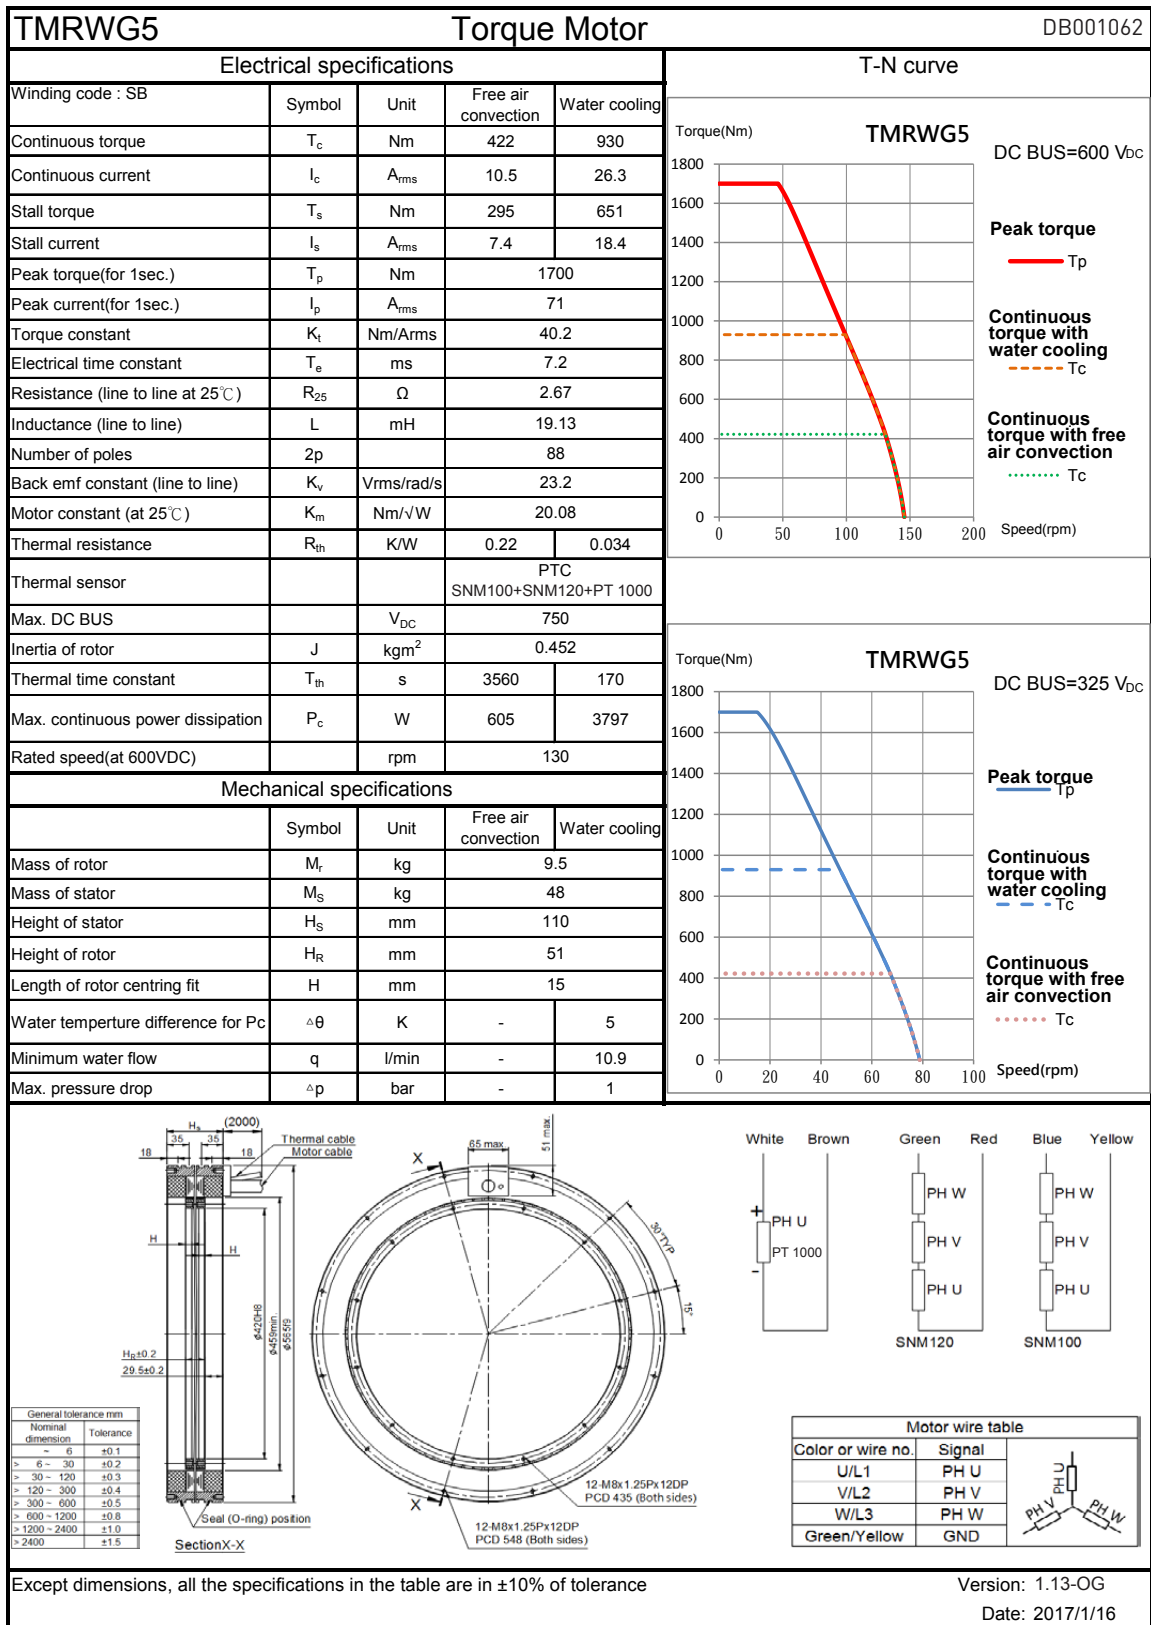 TMRWG5 Torque Motor DB001062
Electrical specifications
Winding code : SB Symbol Unit Free air convection Water cooling
Continuous torque Tc Nm 422 930
Continuous current Ic Arms 10.5 26.3
Stall torque Ts Nm 295 651
Stall current Is Arms 7.4 18.4
Peak torque(for 1sec.) Tp Nm 1700
Peak current(for 1sec.) Ip Arms 71
Torque constant Kt Nm/Arms 40.2
Electrical time constant Te ms 7.2
Resistance (line to line at 25℃) R25 Ω 2.67
Inductance (line to line) L mH 19.13
Number of poles 2p 88
Back emf constant (line to line) Kv Vrms/rad/s 23.2
Motor constant (at 25℃) Km Nm/√W 20.08
Thermal resistance Rth K/W 0.22 0.034
Thermal sensor PTC SNM100+SNM120+PT 1000
Max. DC BUS VDC 750
Inertia of rotor J kgm2 0.452
Thermal time constant Tth s 3560 170
Max. continuous power dissipation Pc W 605 3797
Rated speed(at 600VDC) rpm 130
Mechanical specifications
Symbol Unit Free air convection Water cooling
Mass of rotor Mr kg 9.5
Mass of stator MS kg 48
Height of stator HS mm 110
Height of rotor HR mm 51
Length of rotor centring fit H mm 15
Water temperture difference for Pc △θ K - 5
Minimum water flow q l/min - 10.9
Max. pressure drop △p bar - 1
T-N curve
Torque(Nm) TMRWG5
DC BUS=600 VDC
1800
1600
1400
1200
1000
800
600
400
200
0
0 50 100 150 200 Speed(rpm)
Peak torque
Tp
Continuous
torque with
water cooling
Tc
Continuous
torque with free
air convection
Tc
Torque(Nm) TMRWG5
DC BUS=325 VDC
1800
1600
1400
1200
1000
800
600
400
200
0
0 20 40 60 80 100 Speed(rpm)
Peak torque
Tp
Continuous
torque with
water cooling
Tc
Continuous
torque with free
air convection
Tc
Hs (2000)
35 35
18 18
Thermal cable
Motor cable
H
H
HR±0.2
29.5±0.2
ø420H8
ø459min.
ø565f9
Seal (O-ring) position
SectionX-X
X
65 max.
51 max.
30°TYP
15°
12-M8x1.25Px12DP
PCD 435 (Both sides)
X
12-M8x1.25Px12DP
PCD 548 (Both sides)
General tolerance mm
Nominal dimension Tolerance
~ 6 ±0.1
> 6 ~ 30 ±0.2
> 30 ~ 120 ±0.3
> 120 ~ 300 ±0.4
> 300 ~ 600 ±0.5
> 600 ~ 1200 ±0.8
> 1200 ~ 2400 ±1.0
> 2400 ±1.5
White Brown Green Red Blue Yellow
+
PH U
PT 1000
-
PH W
PH V
PH U
SNM120
PH W
PH V
PH U
SNM100
Motor wire table
Color or wire no. Signal
U/L1 PH U
V/L2 PH V
W/L3 PH W
Green/Yellow GND
PH U
PH V
PH W
Except dimensions, all the specifications in the table are in ±10% of tolerance
Version: 1.13-OG
Date: 2017/1/16